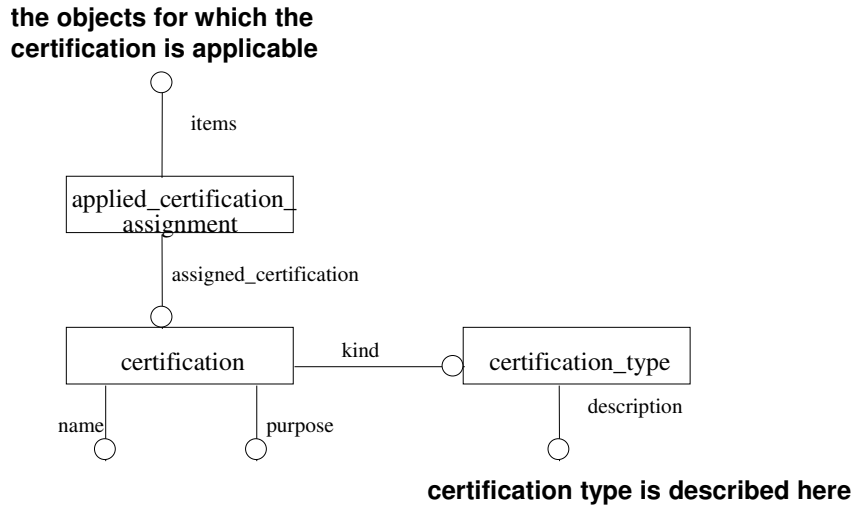 the objects for which the
certification is applicable
items
applied_certification_
assignment
assigned_certification
certification
kind
certification_type
name
purpose
description
certification type is described here